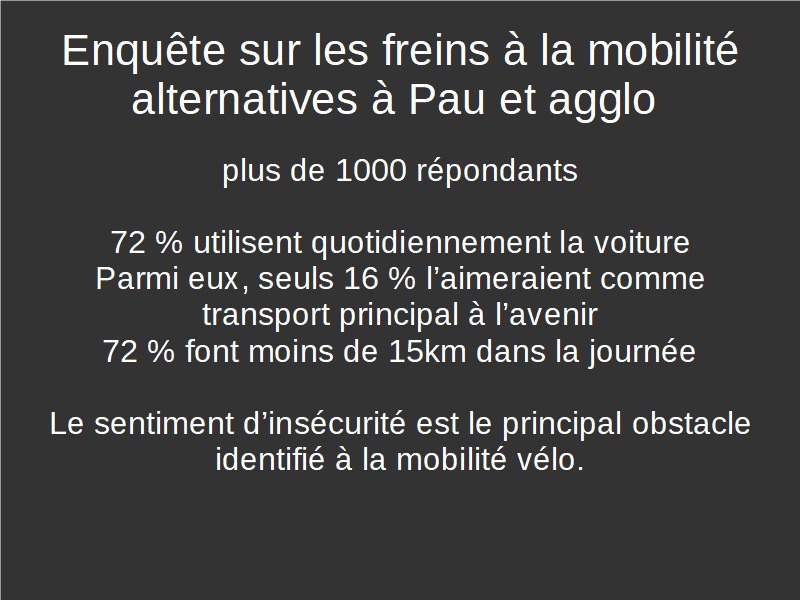 Enquête sur les freins à la mobilité
alternatives à Pau et agglo
plus de 1000 répondants
72 % utilisent quotidiennement la voiture
Parmi eux, seuls 16 % l’aimeraient comme
transport principal à l’avenir
72 % font moins de 15km dans la journée
Le sentiment d’insécurité est le principal obstacle
identifié à la mobilité vélo.